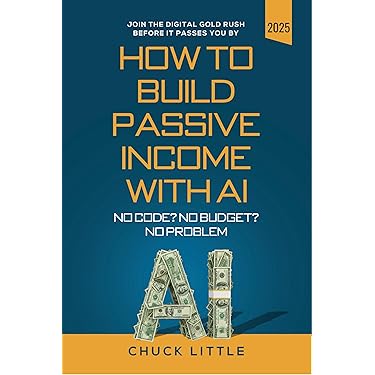 JOIN THE DIGITAL GOLD RUSH
BEFORE IT PASSES YOU BY
2025
HOW TO
BUILD
PASSIVE
INCOME
WITH AI
NO CODE? NO BUDGET?
NO PROBLEM
AI
CHUCK LITTLE